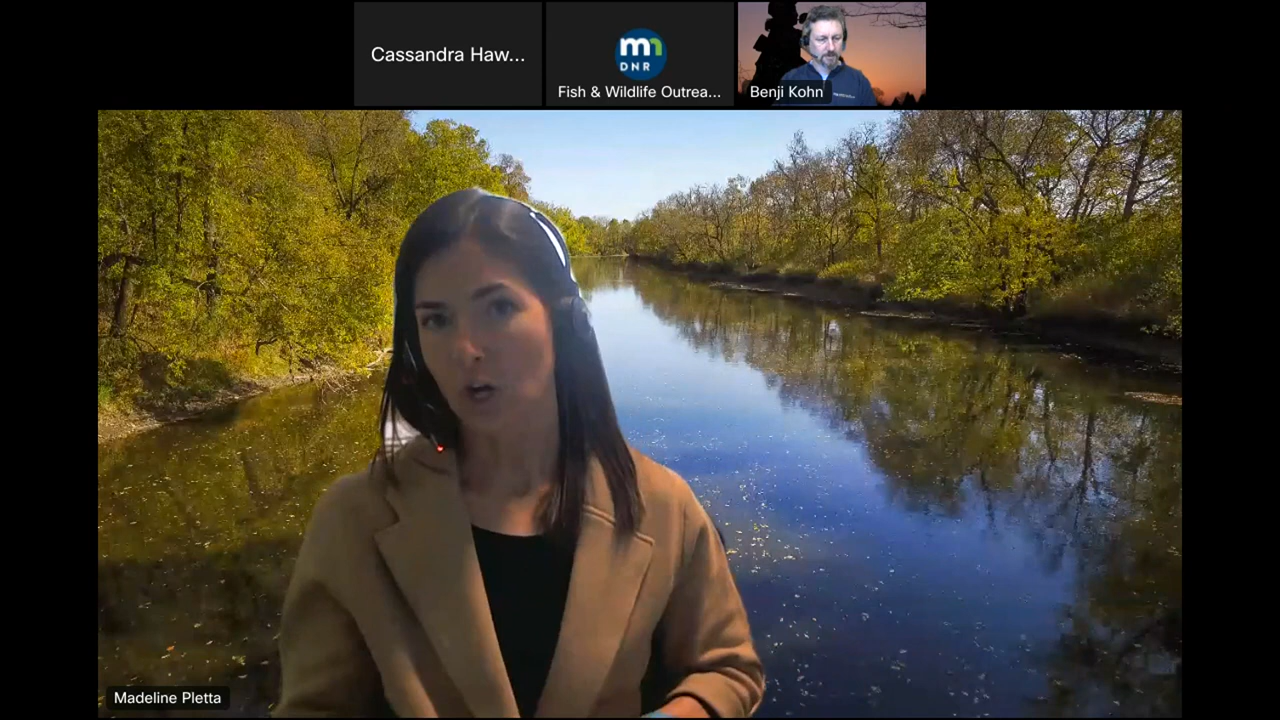 Cassandra Haw...
mn
DNR
Fish & Wildlife Outrea...
Benji Kohn
Madeline Pletta